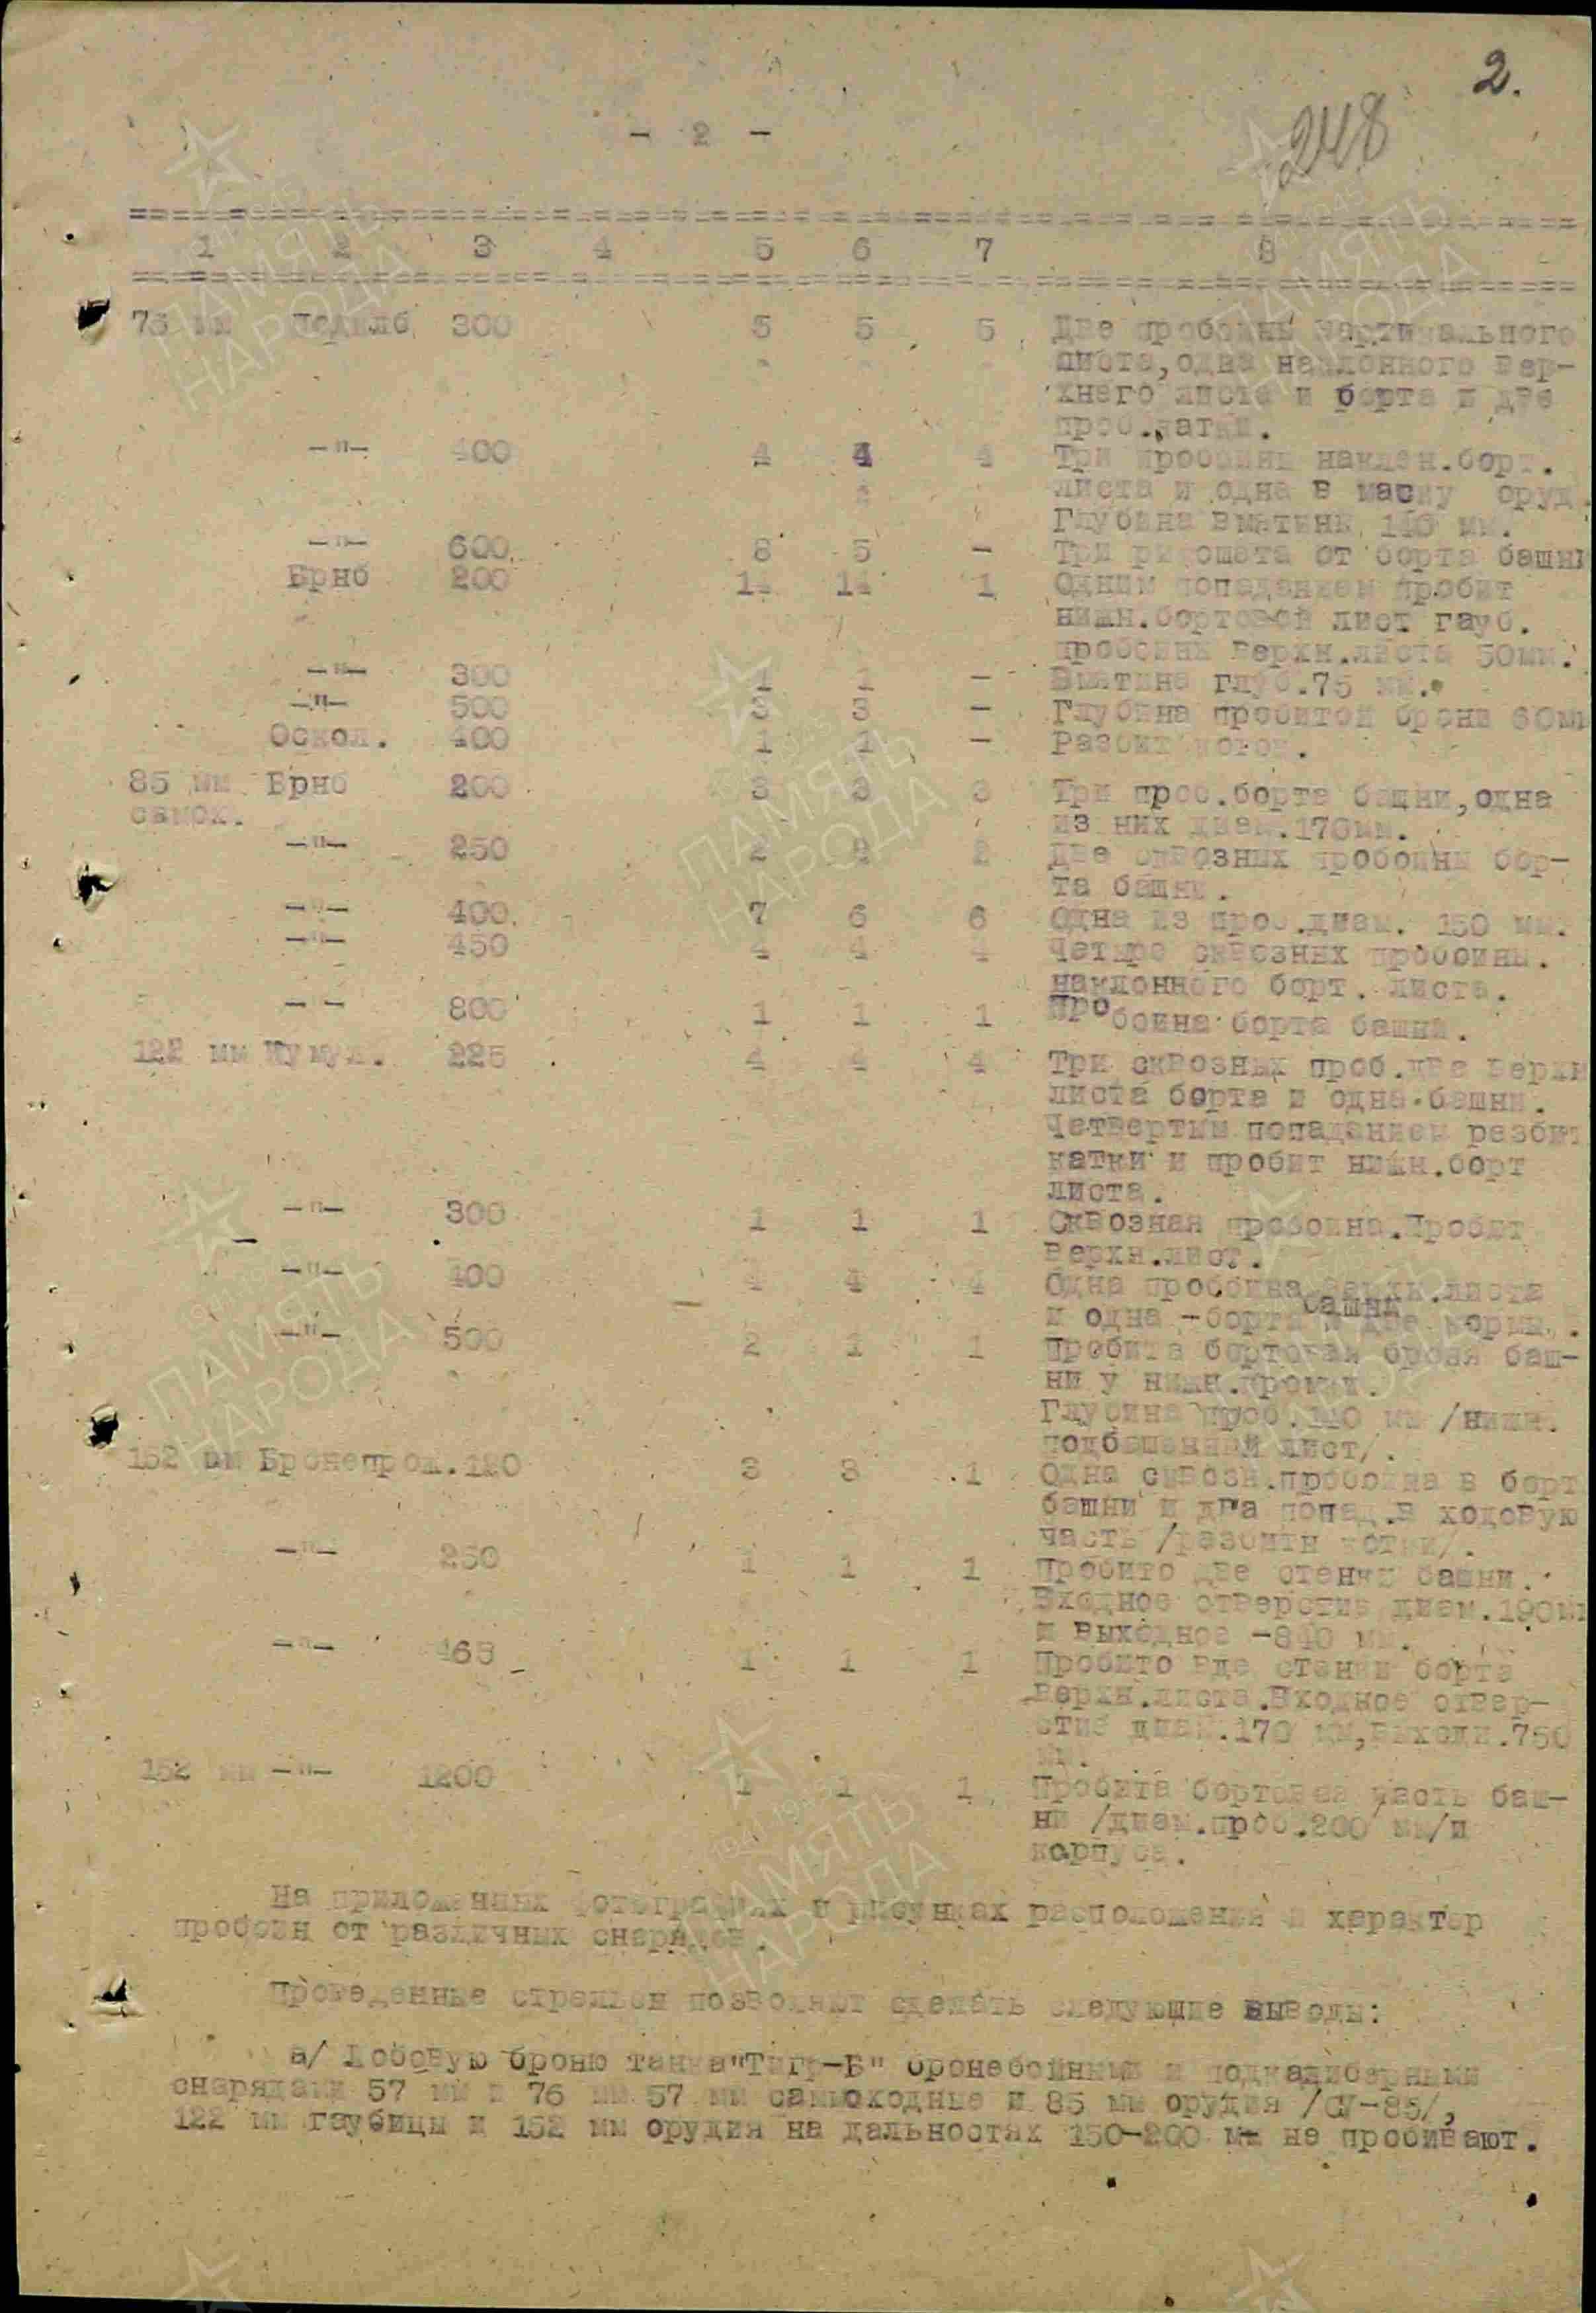 2.
248
- 2 -
1 2 3 4 5 6 7 8
76 мм Подклб 300 5 5 5 Две пробоины вертикального
листа, одна наклонного вер-
хнего листа и борта и две
проб.катки.
-"- 400 4 4 4 Три пробоины наклон.борт.
листа и одна в маску оруд.
Глубина вмятины 140 мм.
-"- 600 8 5 - Три рикошета от борта башни
Брнб 200 14 14 1 Одним попаданием пробит
нижн.бортовой лист глуб.
пробоины верхн.листа 50мм.
-"- 300 1 1 - Вмятина глуб.75 мм.
-"- 500 3 3 - Глубина пробитой брони 60мм
Оскол. 400 1 1 - Разбит каток.
85 мм Брнб 200 3 3 3 Три проб.борта башни,одна
самох. из них диам.170мм.
-"- 250 2 2 2 Две сквозных пробоины бор-
та башни.
-"- 400 7 6 6 Одна из проб.диам. 150 мм.
-"- 450 4 4 4 Четыре сквозных пробоины.
наклонного борт. листа.
-"- 800 1 1 1 Пробоина борта башни.
122 мм Кумул. 225 4 4 4 Три сквозных проб.две верхн
листа борта и одна башни.
Четвертым попаданием разбит
катки и пробит нижн.борт
листа.
-"- 300 1 1 1 Сквозная пробоина.Пробит
верхн.лист.
-"- 400 4 4 4 Одна пробоина верхн.листа
и одна -борта башни и две корми.
-"- 500 2 1 1 Пробита бортовая броня баш-
ни у нижн.кромки.
Глубина проб.110 мм /нижн.
подбашенный лист/.
152 мм Бронепрож.120 3 3 1 Одна сквозн.пробоина в борт
башни и два попад.в ходовую
часть /разбиты котки/.
-"- 250 1 1 1 Пробито две стенки башни.
Входное отверстие диам.190мм
и выходное -840 мм.
-"- 465 1 1 1 Пробито вде стенки борта
верхн.листа.Входное отвер-
стие диам.170 мм,выходн.750
мм.
152 мм -"- 1200 1 1 1 Пробита бортовая часть баш-
ни /диам.проб.200 мм/и
корпуса.
На приложенных фотографиях и рисунках расположения и характер
пробоин от различных снарядов.
Проведенные стрельбы позволяют сделать следующие выводы:
а/ Лобовую броню танка"Тигр-Б" бронебойными и подкалиберными
снарядами 57 мм и 76 мм 57 мм самоходные и 85 мм орудия /СУ-85/,
122 мм гаубицы и 152 мм орудия на дальностях 150-200 мт не пробивают.
ПАМЯТЬ
НАРОДА